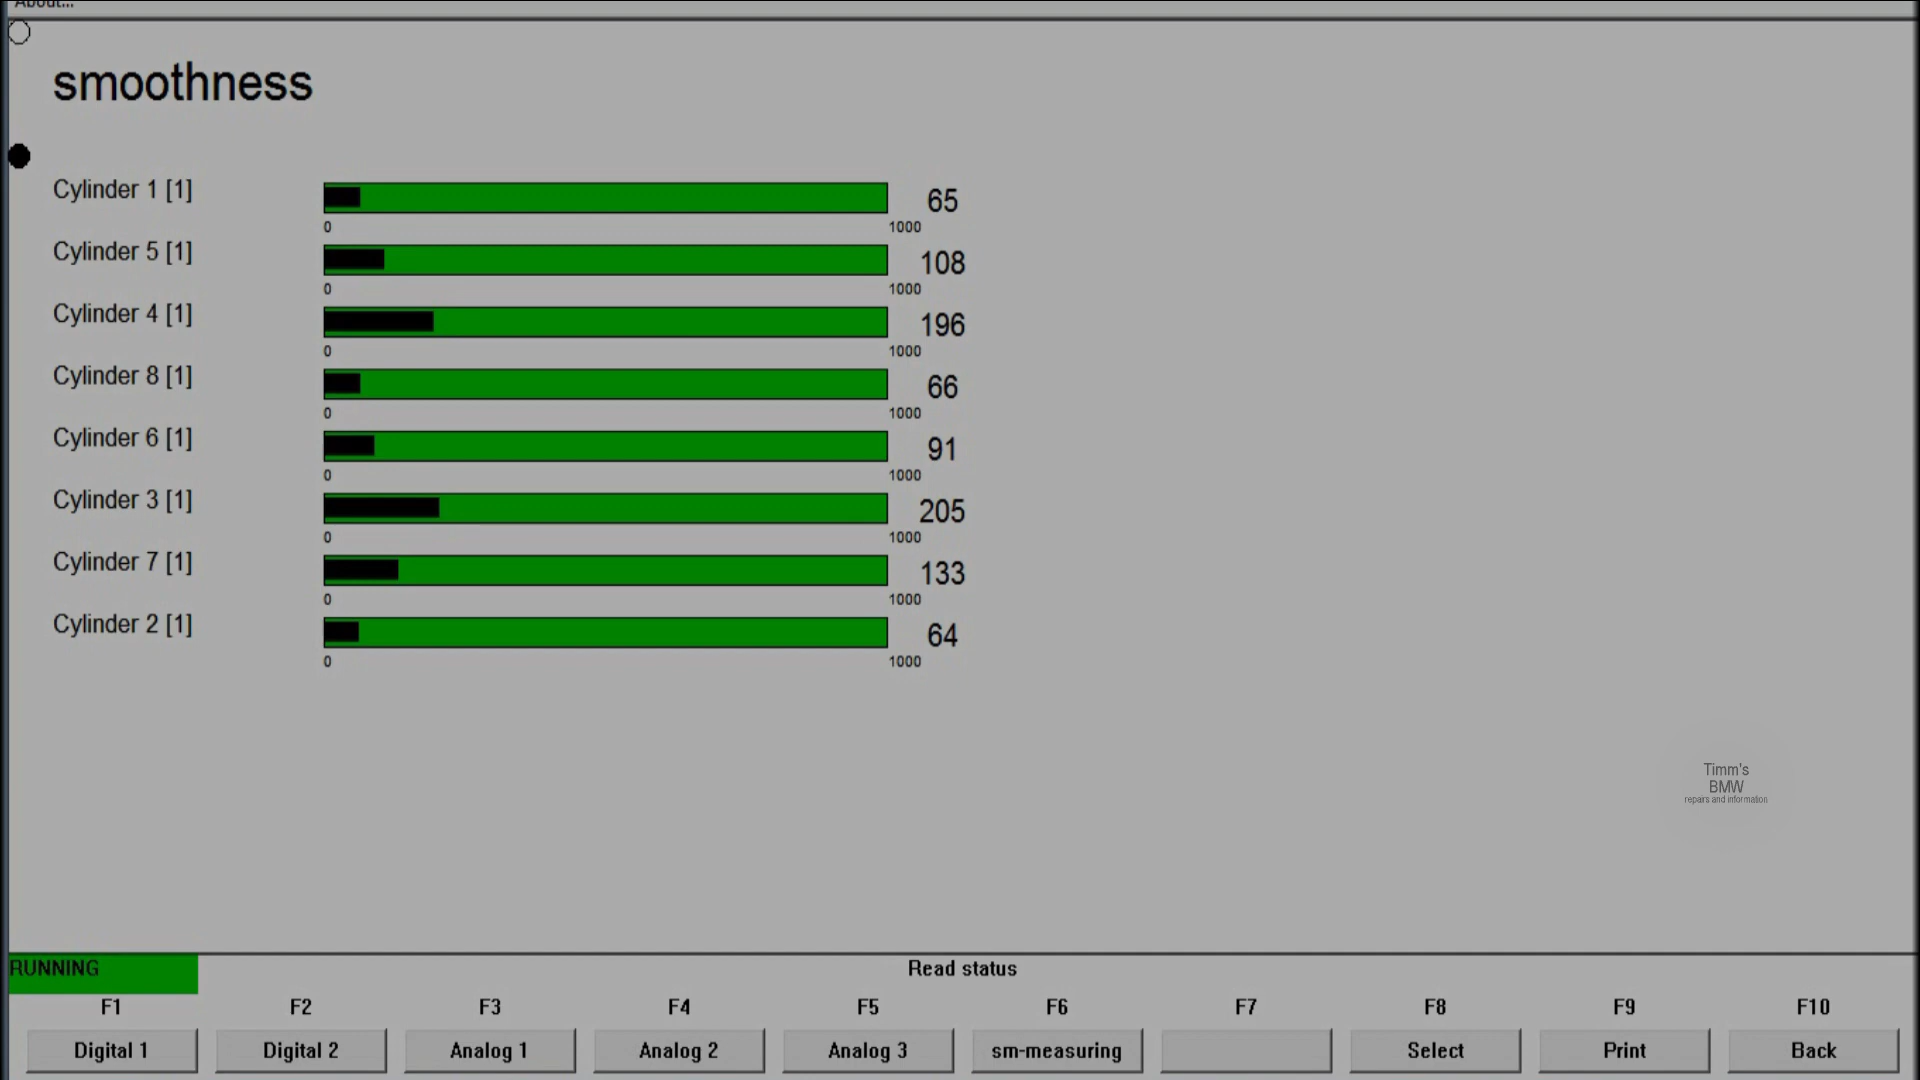 About...
smoothness
Cylinder 1 [1]
65
0 1000
Cylinder 5 [1]
108
0 1000
Cylinder 4 [1]
196
0 1000
Cylinder 8 [1]
66
0 1000
Cylinder 6 [1]
91
0 1000
Cylinder 3 [1]
205
0 1000
Cylinder 7 [1]
133
0 1000
Cylinder 2 [1]
64
0 1000
Timm's
BMW
repairs and information
RUNNING Read status
F1 F2 F3 F4 F5 F6 F7 F8 F9 F10
Digital 1 Digital 2 Analog 1 Analog 2 Analog 3 sm-measuring Select Print Back